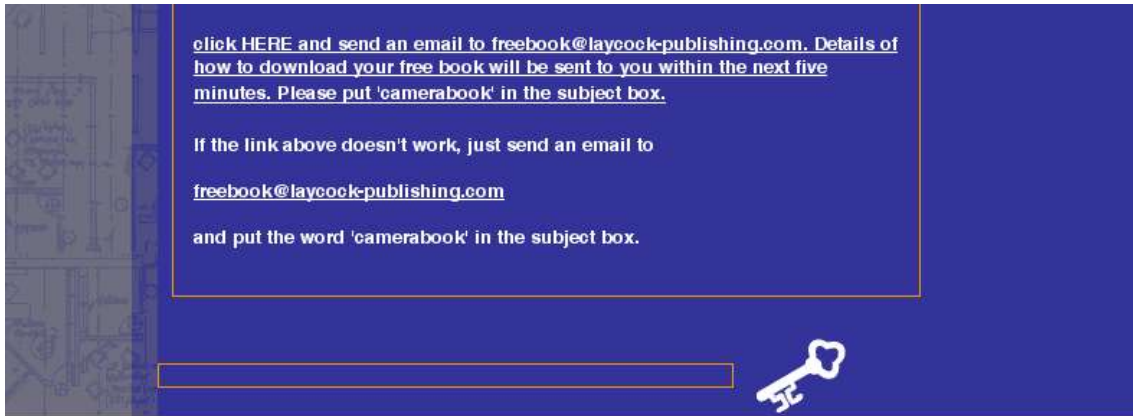 click HERE and send an email to freebook@laycock-publishing.com. Details of
how to download your free book will be sent to you within the next five
minutes. Please put 'camerabook' in the subject box.
If the link above doesn't work, just send an email to
freebook@laycock-publishing.com
and put the word 'camerabook' in the subject box.